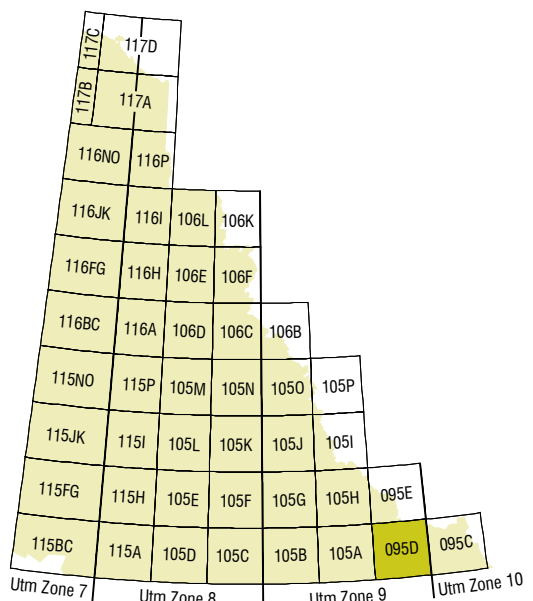 117C 117D
117B 117A
116NO 116P
116JK 116I 106L 106K
116FG 116H 106E 106F
116BC 116A 106D 106C 106B
115NO 115P 105M 105N 105O 105P
115JK 115I 105L 105K 105J 105I
115FG 115H 105E 105F 105G 105H 095E
115BC 115A 105D 105C 105B 105A 095D 095C
Utm Zone 7 Utm Zone 8 Utm Zone 9 Utm Zone 10